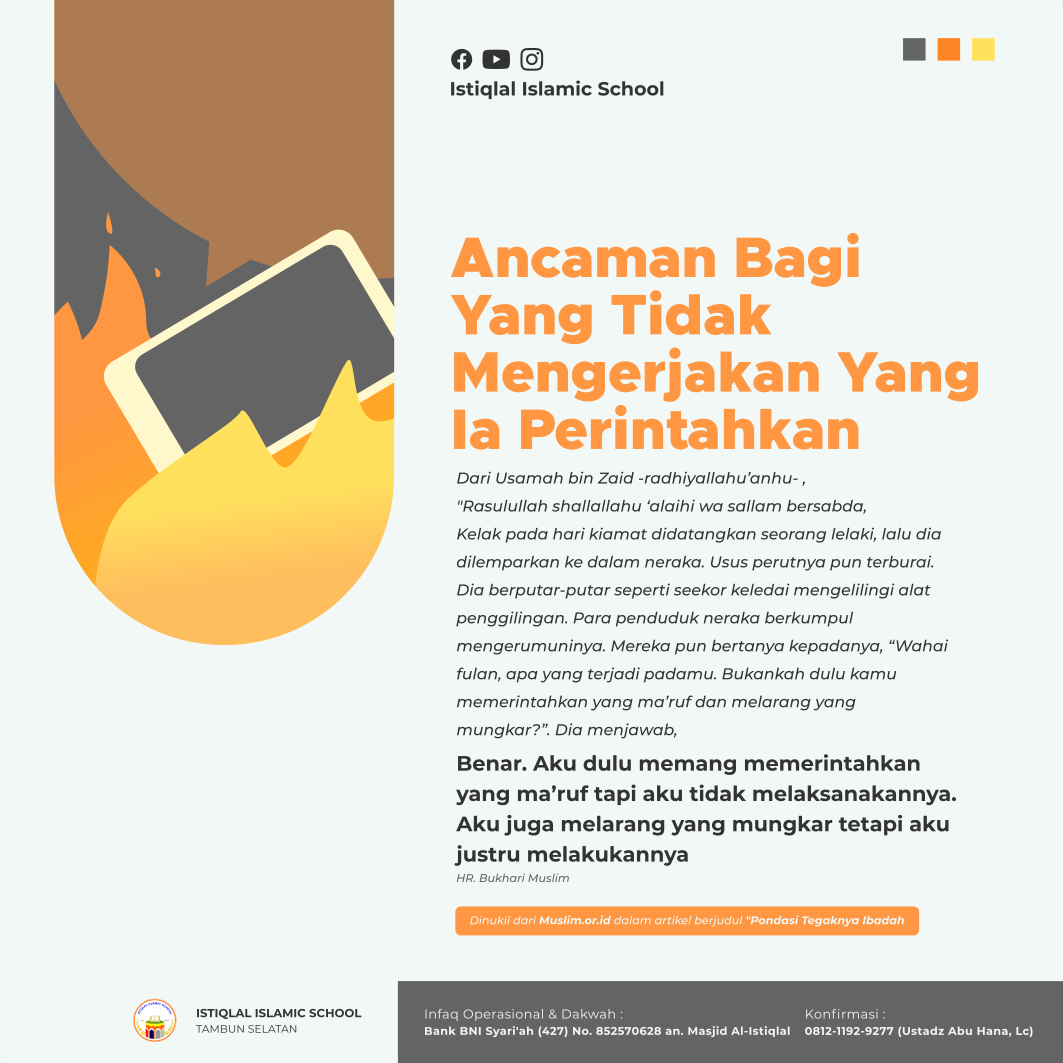 Istiqlal Islamic School
Ancaman Bagi
Yang Tidak
Mengerjakan Yang
Ia Perintahkan
Dari Usamah bin Zaid -radhiyallahu’anhu- ,
"Rasulullah shallallahu ‘alaihi wa sallam bersabda,
Kelak pada hari kiamat didatangkan seorang lelaki, lalu dia
dilemparkan ke dalam neraka. Usus perutnya pun terburai.
Dia berputar-putar seperti seekor keledai mengelilingi alat
penggilingan. Para penduduk neraka berkumpul
mengerumuninya. Mereka pun bertanya kepadanya, “Wahai
fulan, apa yang terjadi padamu. Bukankah dulu kamu
memerintahkan yang ma’ruf dan melarang yang
mungkar?”. Dia menjawab,
Benar. Aku dulu memang memerintahkan
yang ma’ruf tapi aku tidak melaksanakannya.
Aku juga melarang yang mungkar tetapi aku
justru melakukannya
HR. Bukhari Muslim
Dinukil dari Muslim.or.id dalam artikel berjudul "Pondasi Tegaknya Ibadah
ISTIQLAL ISLAMIC SCHOOL
TAMBUN SELATAN
Infaq Operasional & Dakwah :
Bank BNI Syari'ah (427) No. 852570628 an. Masjid Al-Istiqlal
Konfirmasi :
0812-1192-9277 (Ustadz Abu Hana, Lc)